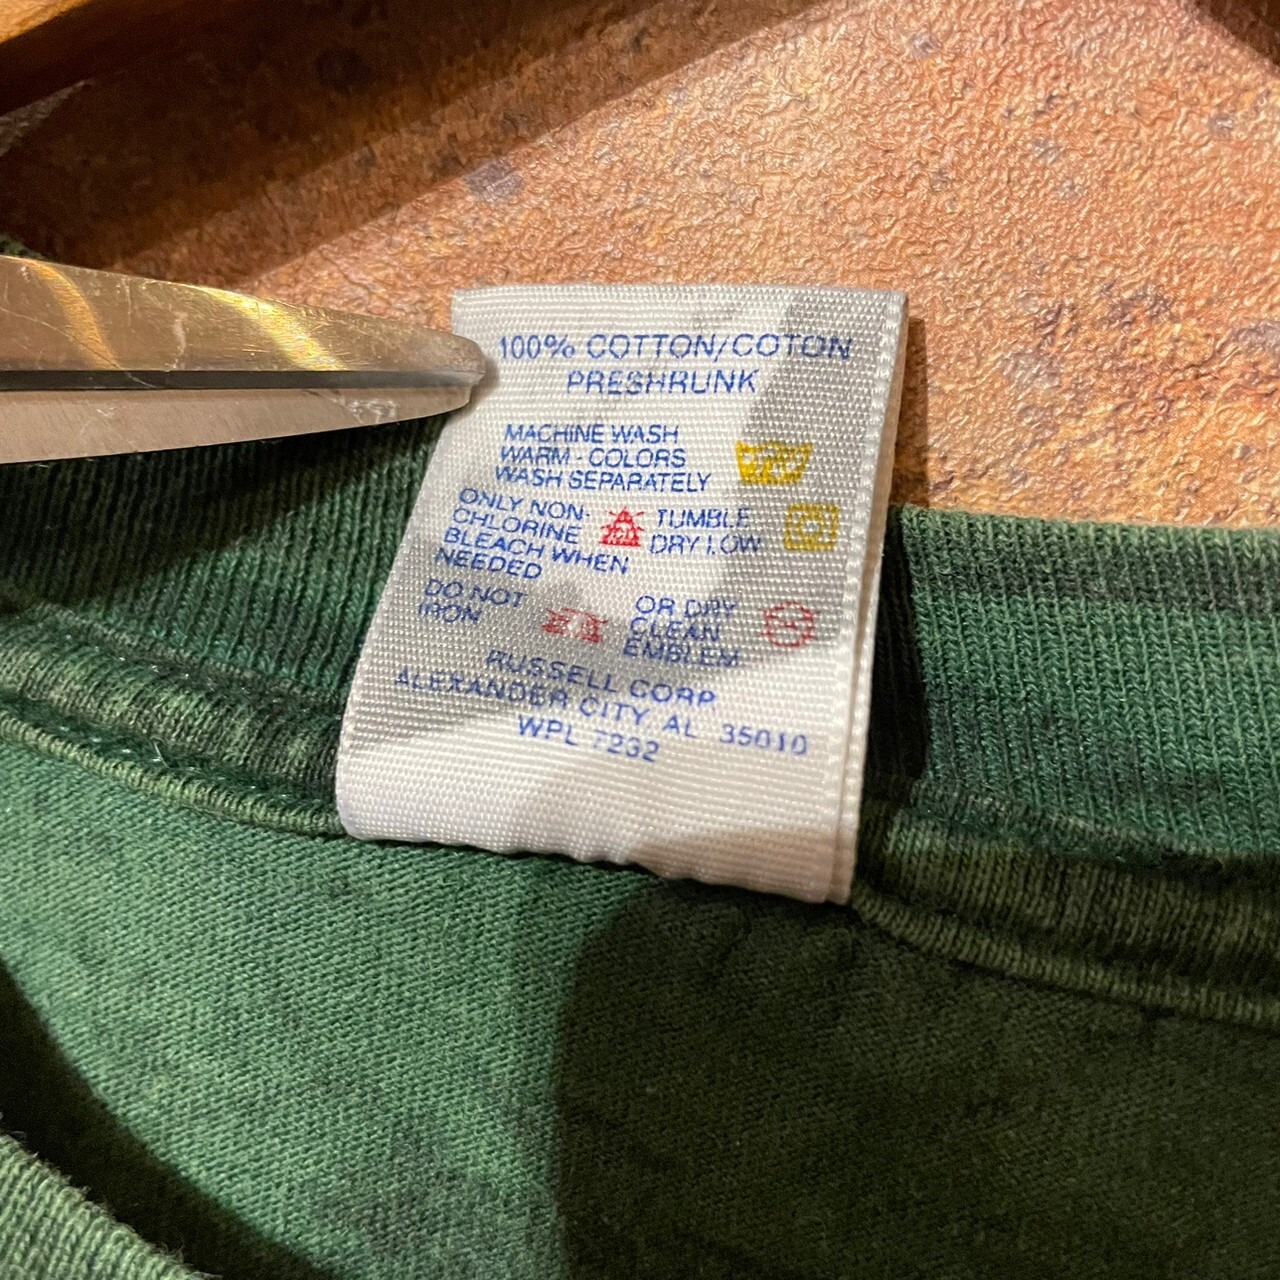 100% COTTON/COTON
PRESHRUNK
MACHINE WASH
WARM - COLORS
WASH SEPARATELY
ONLY NON-
CHLORINE
BLEACH WHEN
NEEDED
TUMBLE
DRY LOW
DO NOT
IRON
OR DRY
CLEAN
EMBLEM
RUSSELL CORP
ALEXANDER CITY, AL 35010
WPL 7232